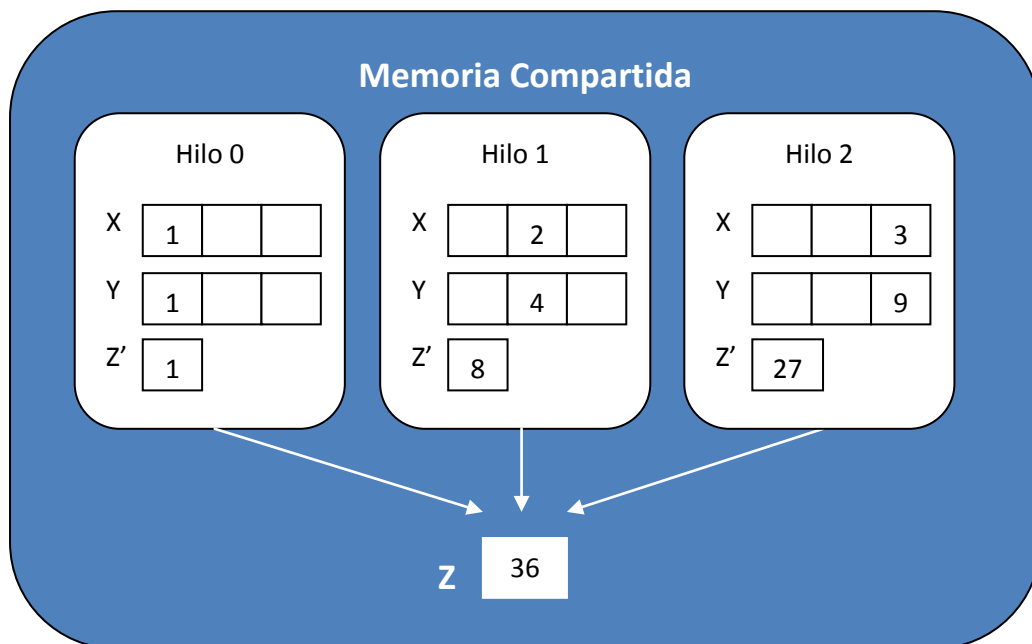 Memoria Compartida
Hilo 0
X 1
Y 1
Z’ 1
Hilo 1
X 2
Y 4
Z’ 8
Hilo 2
X 3
Y 9
Z’ 27
Z 36